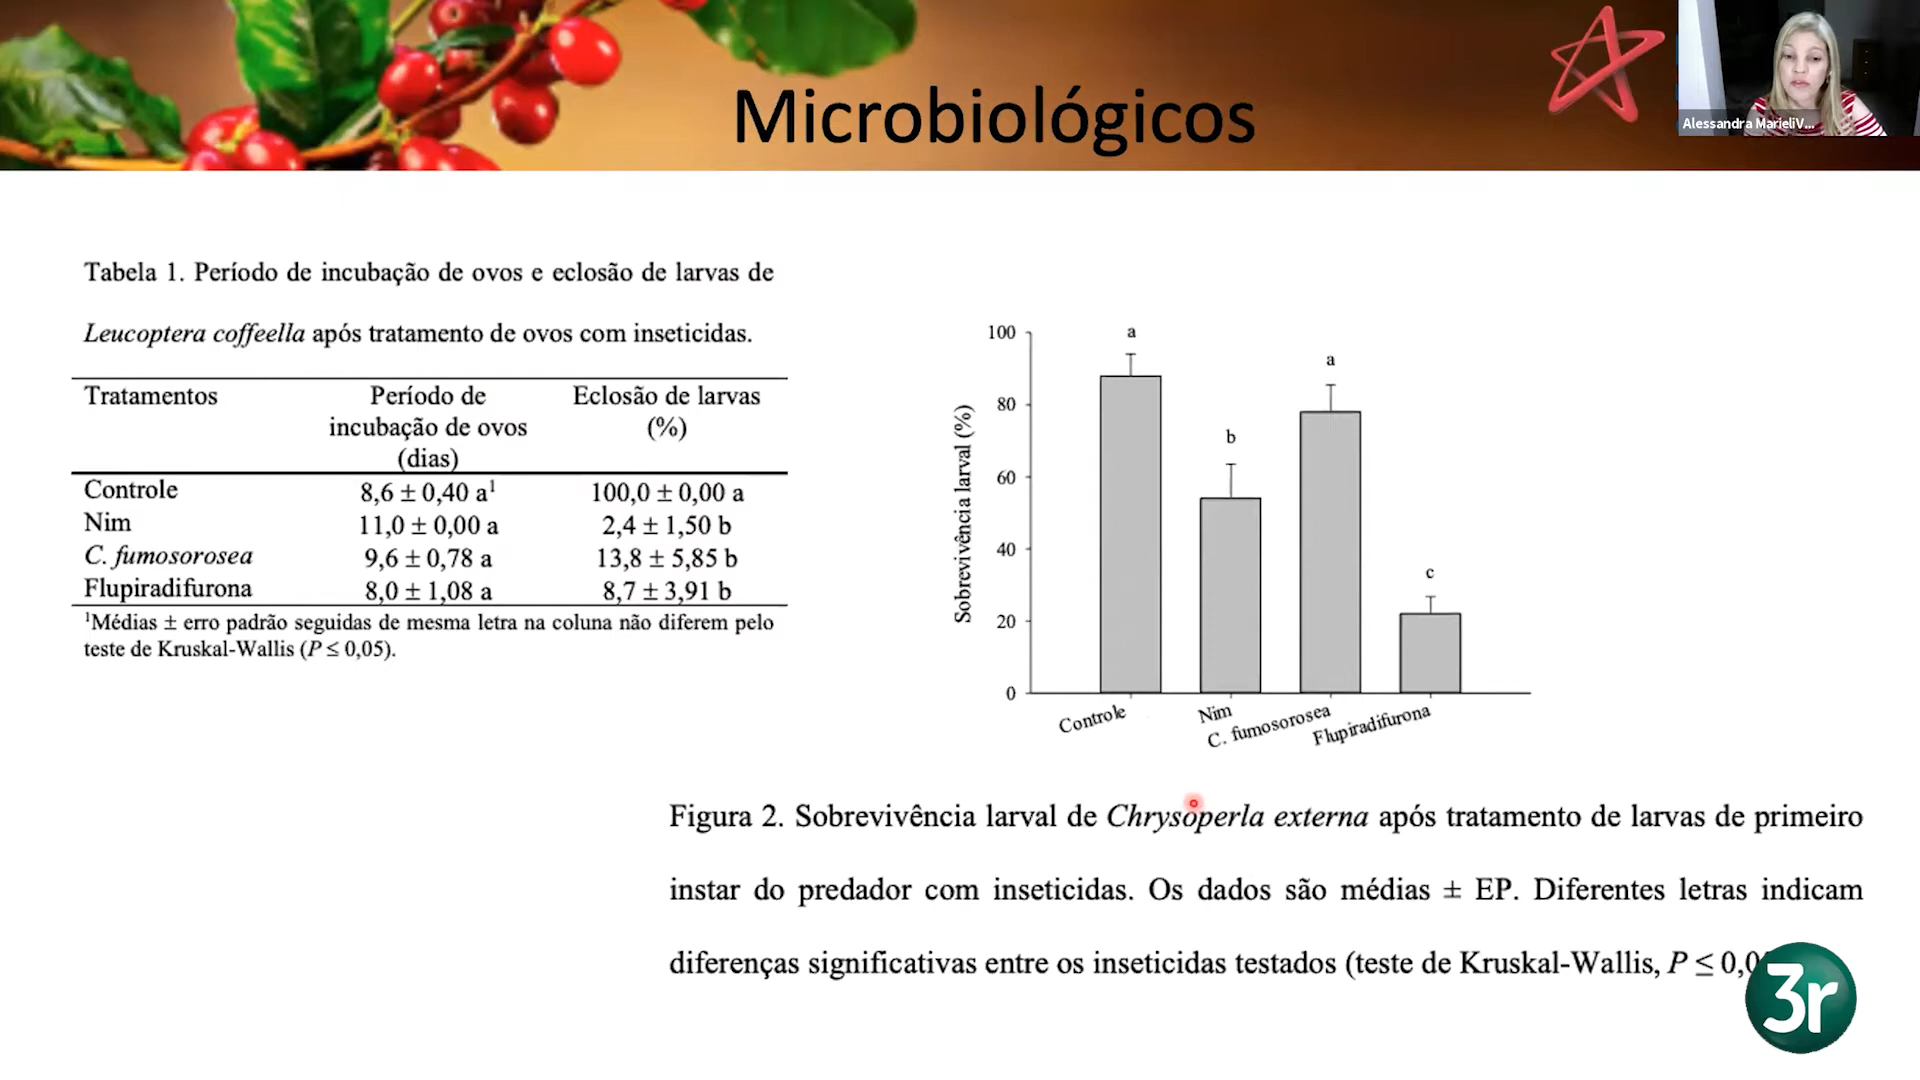 Microbiológicos
Alessandra MarieliV...
Tabela 1. Período de incubação de ovos e eclosão de larvas de
Leucoptera coffeella após tratamento de ovos com inseticidas.
Tratamentos Período de incubação de ovos (dias) Eclosão de larvas (%)
Controle 8,6 ± 0,40 a¹ 100,0 ± 0,00 a
Nim 11,0 ± 0,00 a 2,4 ± 1,50 b
C. fumosorosea 9,6 ± 0,78 a 13,8 ± 5,85 b
Flupiradifurona 8,0 ± 1,08 a 8,7 ± 3,91 b
¹Médias ± erro padrão seguidas de mesma letra na coluna não diferem pelo
teste de Kruskal-Wallis (P ≤ 0,05).
Sobrevivência larval (%)
100
80
60
40
20
0
a
b
a
c
Controle
Nim
C. fumosorosea
Flupiradifurona
Figura 2. Sobrevivência larval de Chrysoperla externa após tratamento de larvas de primeiro
instar do predador com inseticidas. Os dados são médias ± EP. Diferentes letras indicam
diferenças significativas entre os inseticidas testados (teste de Kruskal-Wallis, P ≤ 0,0
3r